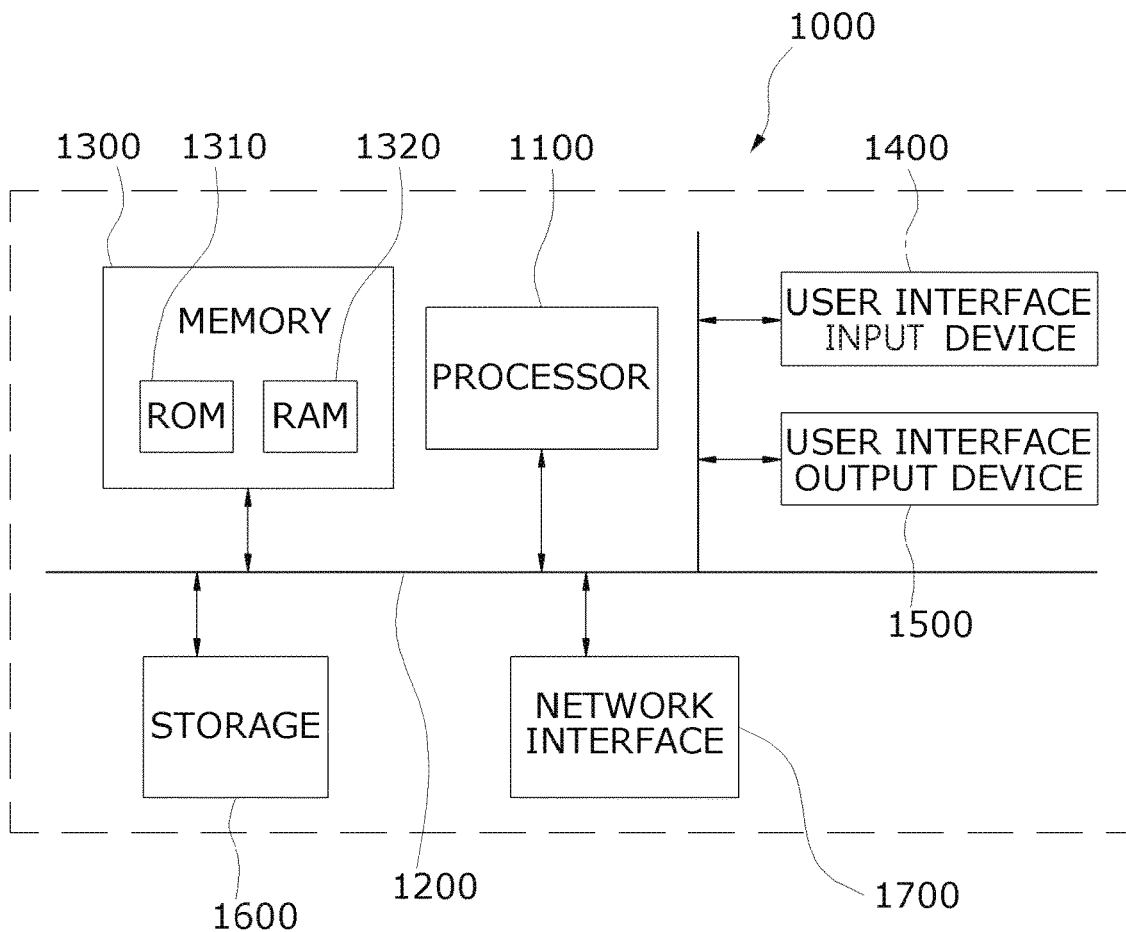 1000
1300
1310
1320
1100
1400
MEMORY
ROM
RAM
PROCESSOR
USER INTERFACE
INPUT DEVICE
USER INTERFACE
OUTPUT DEVICE
1500
STORAGE
NETWORK
INTERFACE
1600
1200
1700